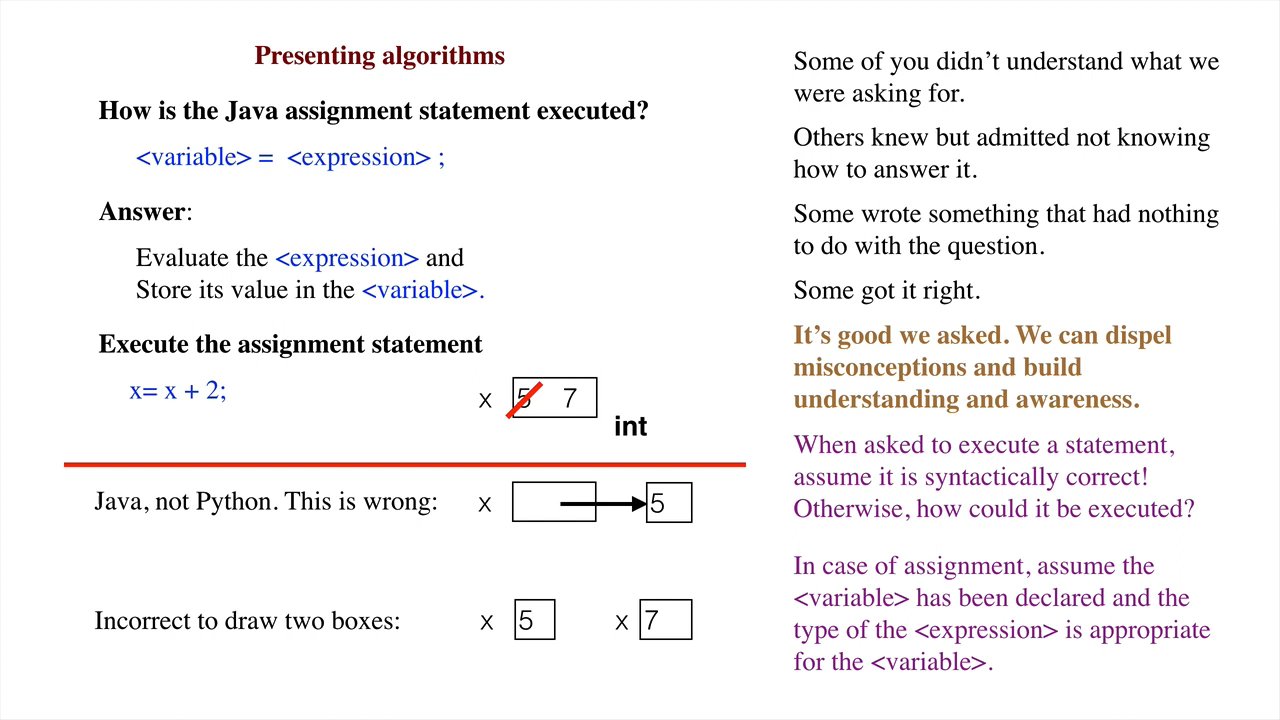 Presenting algorithms
How is the Java assignment statement executed?
<variable> = <expression> ;
Answer:
Evaluate the <expression> and
Store its value in the <variable>.
Execute the assignment statement
x= x + 2;
x 5 7
int
Java, not Python. This is wrong: x 5
Incorrect to draw two boxes: x 5 x 7
Some of you didn’t understand what we
were asking for.
Others knew but admitted not knowing
how to answer it.
Some wrote something that had nothing
to do with the question.
Some got it right.
It’s good we asked. We can dispel
misconceptions and build
understanding and awareness.
When asked to execute a statement,
assume it is syntactically correct!
Otherwise, how could it be executed?
In case of assignment, assume the
<variable> has been declared and the
type of the <expression> is appropriate
for the <variable>.